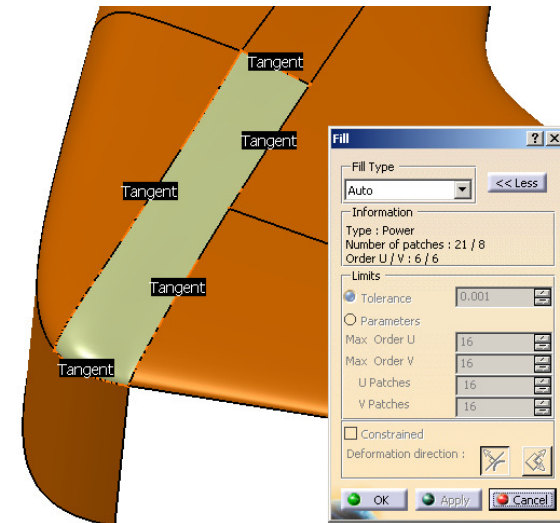 Tangent
Tangent
Tangent
Tangent
Tangent
Fill
Fill Type
Auto
<< Less
Information
Type : Power
Number of patches : 21 / 8
Order U / V : 6 / 6
Limits
Tolerance 0.001
Parameters
Max Order U 16
Max Order V 16
U Patches 16
V Patches 16
Constrained
Deformation direction :
OK Apply Cancel